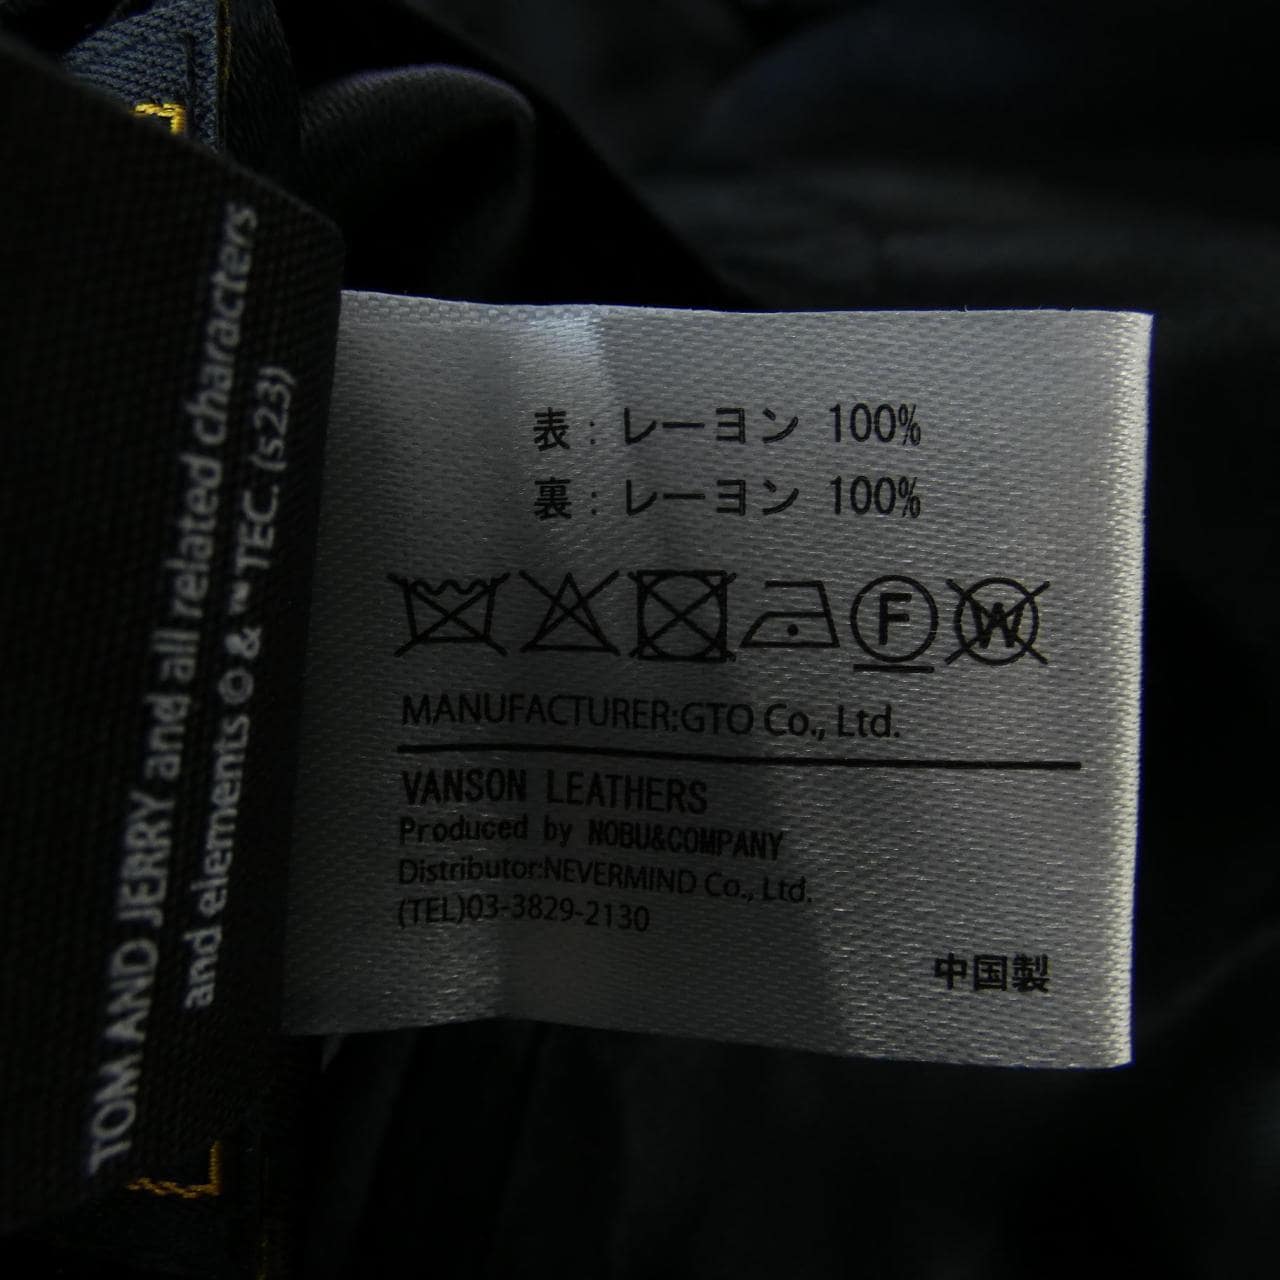 TOM AND JERRY and all related characters
and elements © & ™ TEC. (s23)
表 : レーヨン 100%
裏 : レーヨン 100%
F
W
MANUFACTURER:GTO Co., Ltd.
VANSON LEATHERS
Produced by NOBU&COMPANY
Distributor:NEVERMIND Co., Ltd.
(TEL)03-3829-2130
中国製